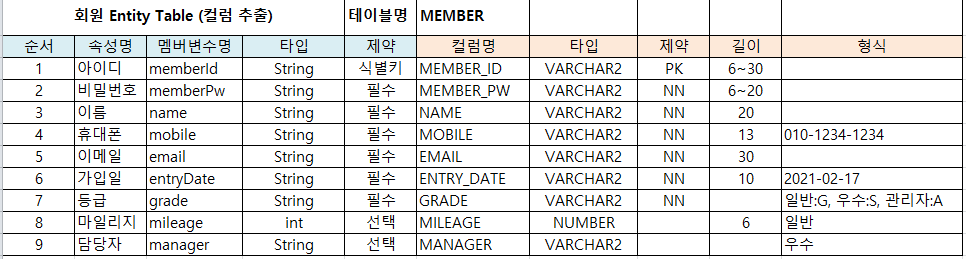 회원 Entity Table (컬럼 추출) 테이블명 MEMBER
순서 속성명 멤버변수명 타입 제약 컬럼명 타입 제약 길이 형식
1 아이디 memberId String 식별키 MEMBER_ID VARCHAR2 PK 6~30
2 비밀번호 memberPw String 필수 MEMBER_PW VARCHAR2 NN 6~20
3 이름 name String 필수 NAME VARCHAR2 NN 20
4 휴대폰 mobile String 필수 MOBILE VARCHAR2 NN 13 010-1234-1234
5 이메일 email String 필수 EMAIL VARCHAR2 NN 30
6 가입일 entryDate String 필수 ENTRY_DATE VARCHAR2 NN 10 2021-02-17
7 등급 grade String 필수 GRADE VARCHAR2 NN 일반:G, 우수:S, 관리자:A
8 마일리지 mileage int 선택 MILEAGE NUMBER 6 일반
9 담당자 manager String 선택 MANAGER VARCHAR2 우수